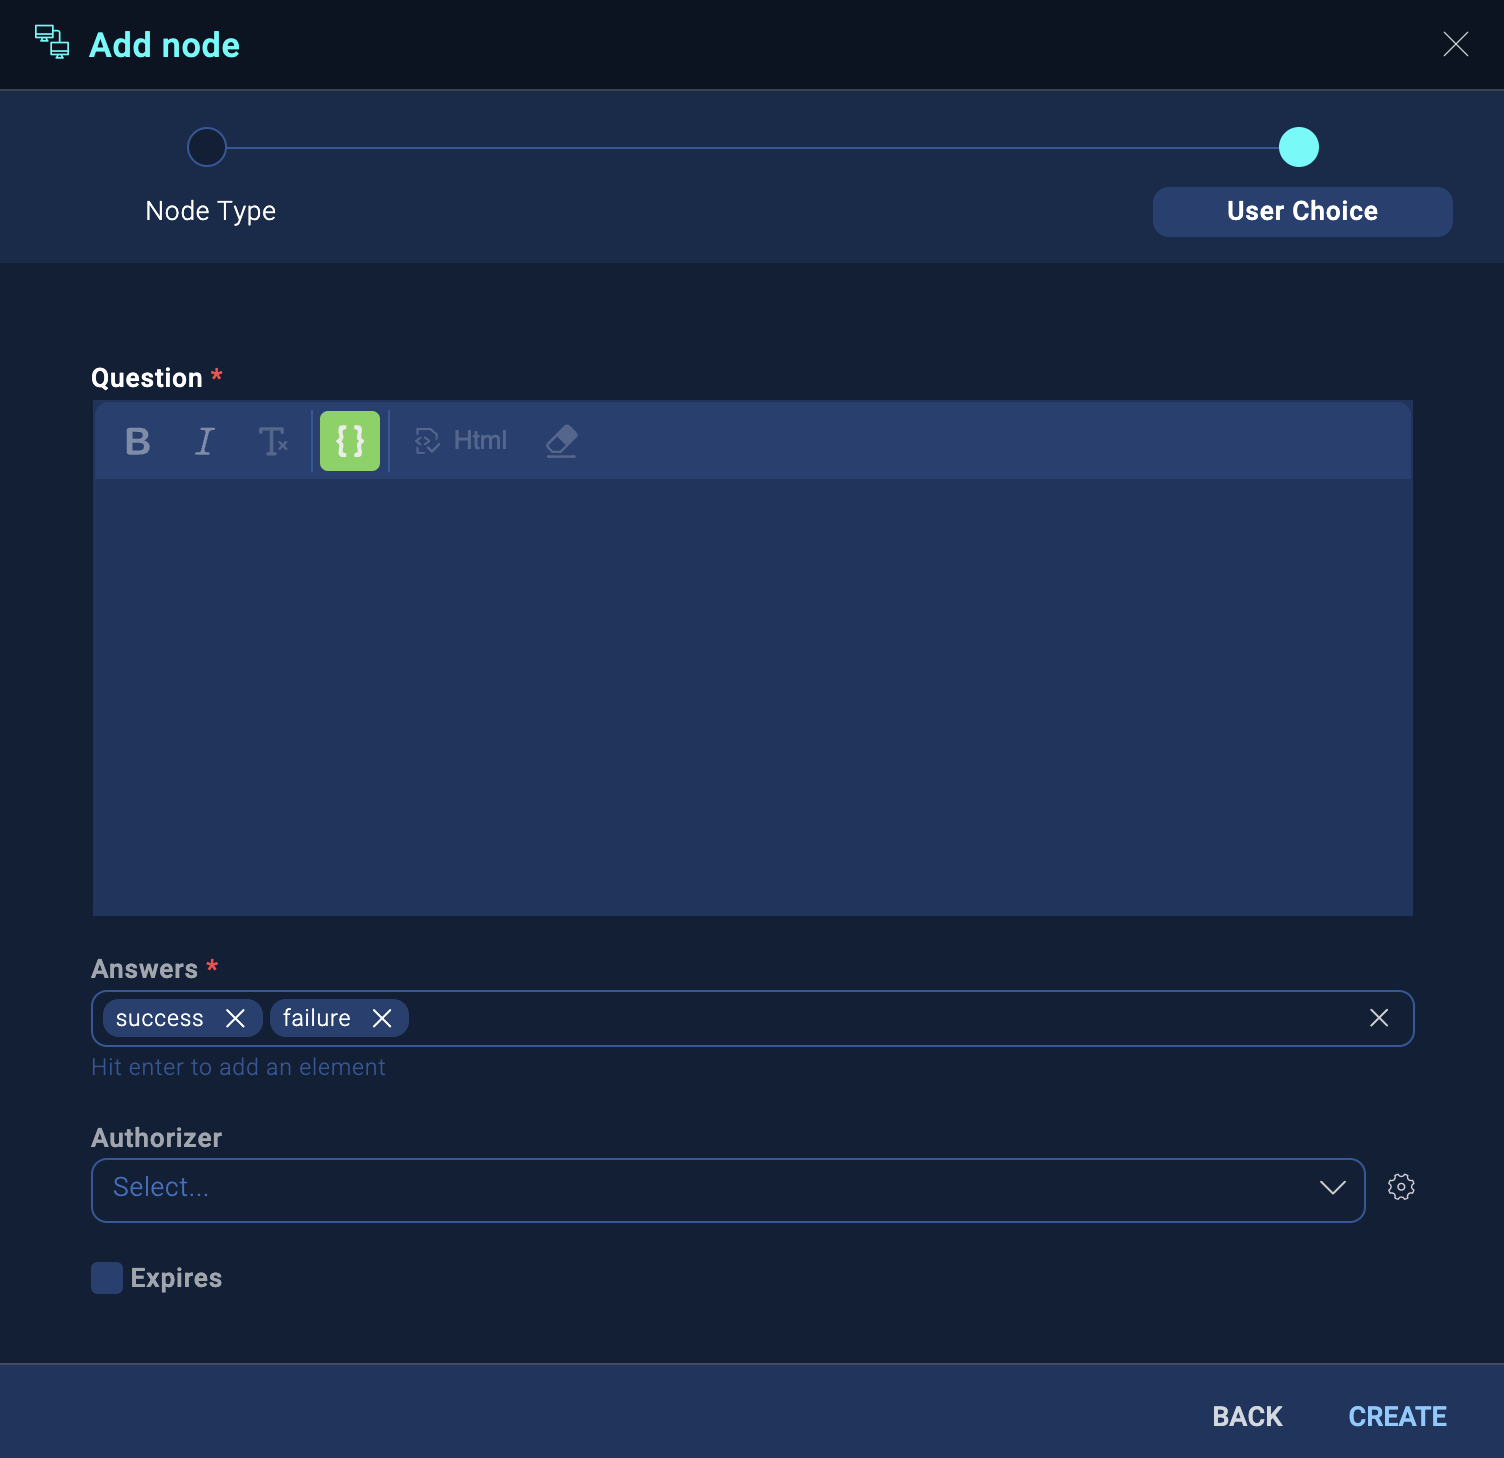 Add node
Node Type
User Choice
Question *
B I Tx {} Html
Answers *
success failure
Hit enter to add an element
Authorizer
Select...
Expires
BACK CREATE